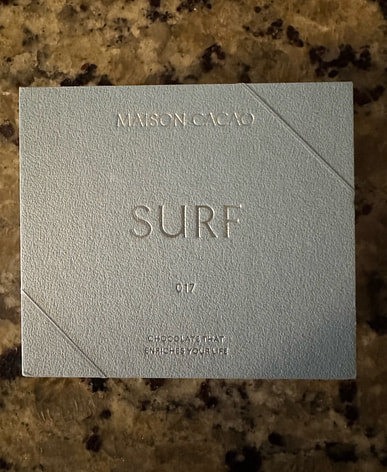 MAISON CACAO
SURF
017
CHOCOLATE THAT
ENRICHES YOUR LIFE